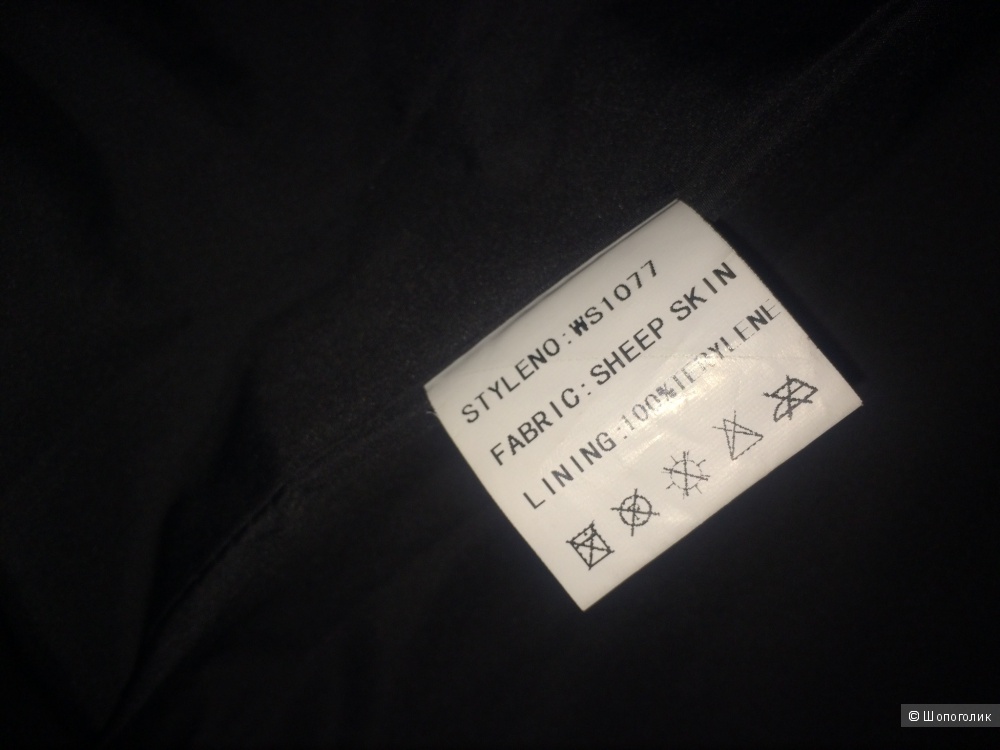 STYLENO:WS1077
FABRIC: SHEEP SKIN
LINING:100%TERYLENE
© Шопоголик